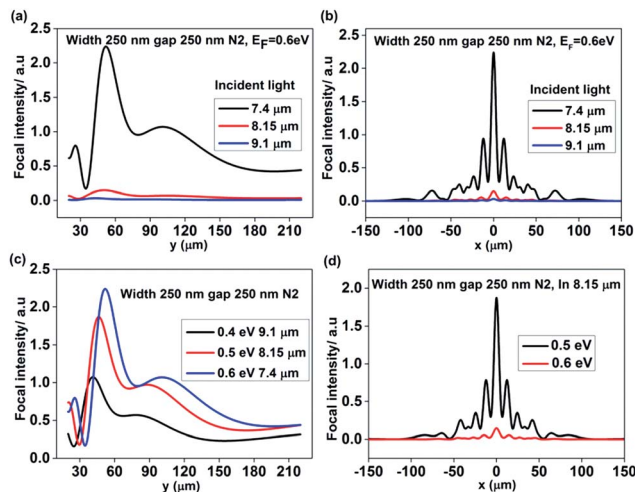 (a)
Width 250 nm gap 250 nm N2, EF=0.6eV
Incident light
7.4 μm
8.15 μm
9.1 μm
Focal intensity/ a.u
2.5
2.0
1.5
1.0
0.5
0.0
30 60 90 120 150 180 210
y (μm)
(b)
Width 250 nm gap 250 nm N2, EF=0.6eV
Incident light
7.4 μm
8.15 μm
9.1 μm
Focal intensity/ a.u
2.5
2.0
1.5
1.0
0.5
0.0
-150 -100 -50 0 50 100 150
x (μm)
(c)
Width 250 nm gap 250 nm N2
0.4 eV 9.1 μm
0.5 eV 8.15 μm
0.6 eV 7.4 μm
Focal intensity/ a.u
2.5
2.0
1.5
1.0
0.5
0.0
30 60 90 120 150 180 210
y (μm)
(d)
Width 250 nm gap 250 nm N2, In 8.15 μm
0.5 eV
0.6 eV
Focal intensity/ a.u
2.0
1.5
1.0
0.5
0.0
-150 -100 -50 0 50 100 150
x (μm)